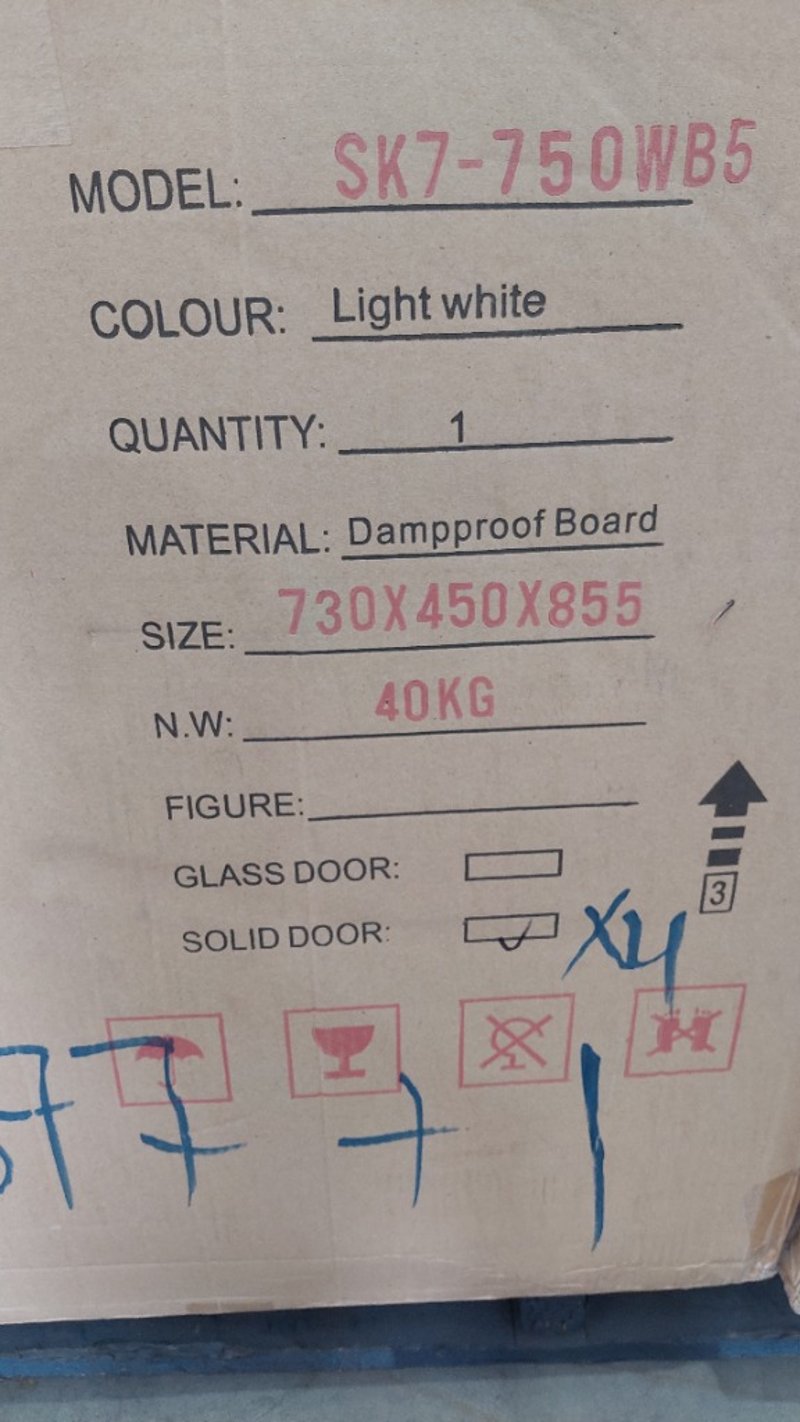 MODEL: SK7-750WB5
COLOUR: Light white
QUANTITY: 1
MATERIAL: Dampproof Board
SIZE: 730X450X855
N.W: 40KG
FIGURE:
GLASS DOOR:
SOLID DOOR: X4
3
7771